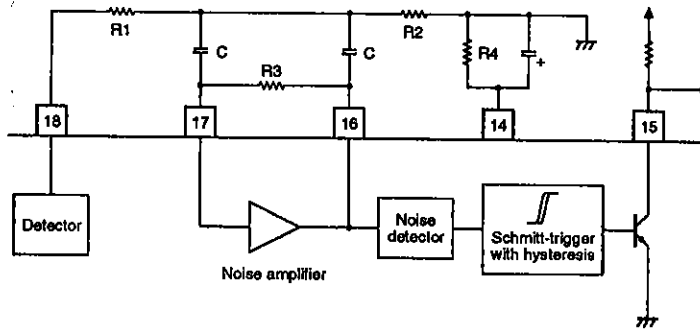 R1
R2
C
C
R3
R4
+
18
17
16
14
15
Detector
Noise
detector
Schmitt-trigger
with hysteresis
Noise amplifier